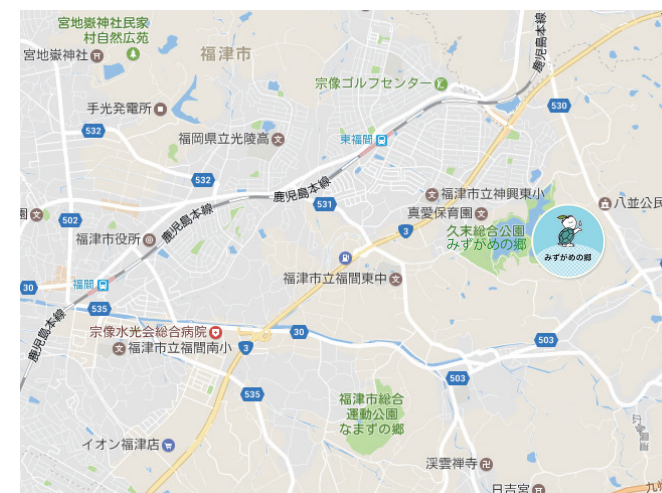 宮地嶽神社民家
村自然広苑
宮地嶽神社
福津市
鹿児島本線
宗像ゴルフセンター
手光発電所
530
532
福岡県立光陵高
東福間
532
鹿児島本線
福津市立神興東小
531
八並公民
園
502
鹿児島本線
真愛保育園
3
久末総合公園
みずがめの郷
福津市役所
みずがめの郷
福津市立福間東中
30
福間
535
鹿児島本線
宗像水光会総合病院
30
503
福津市立福間南小
3
503
535
福津市総合
運動公園
なまずの郷
イオン福津店
渓雲禅寺
日吉宮
九州